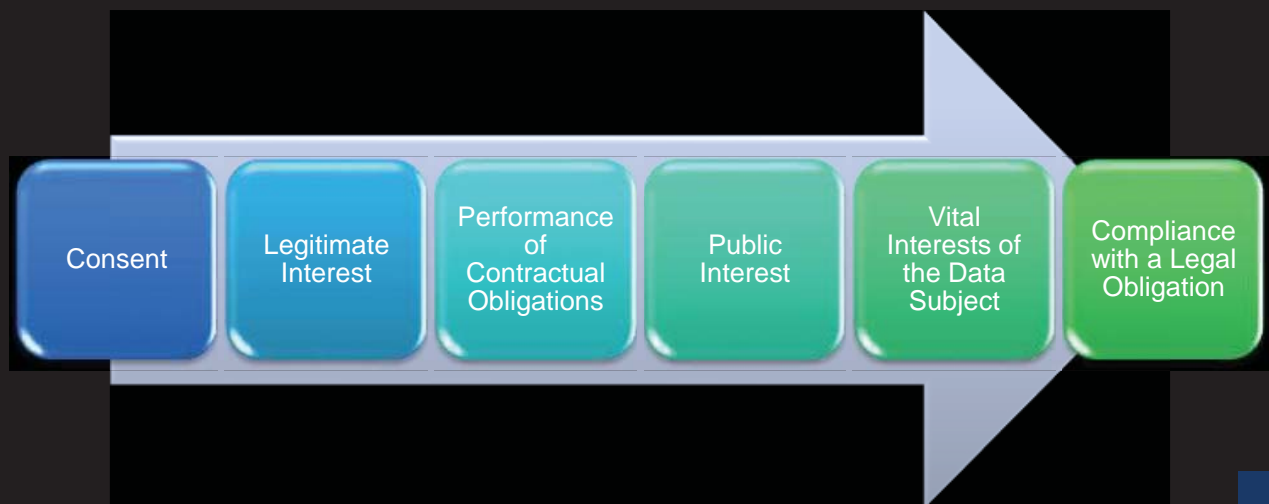 Consent
Legitimate
Interest
Performance
of
Contractual
Obligations
Public
Interest
Vital
Interests of
the Data
Subject
Compliance
with a Legal
Obligation